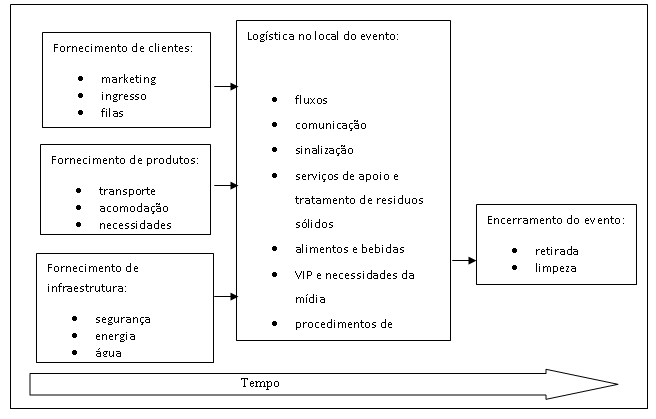 Fornecimento de clientes:
• marketing
• ingresso
• filas
Fornecimento de produtos:
• transporte
• acomodação
• necessidades
Fornecimento de
infraestrutura:
• segurança
• energia
• água
Logística no local do evento:
• fluxos
• comunicação
• sinalização
• serviços de apoio e
tratamento de residuos
sólidos
• alimentos e bebidas
• VIP e necessidades da
mídia
• procedimentos de
Encerramento do evento:
• retirada
• limpeza
Tempo